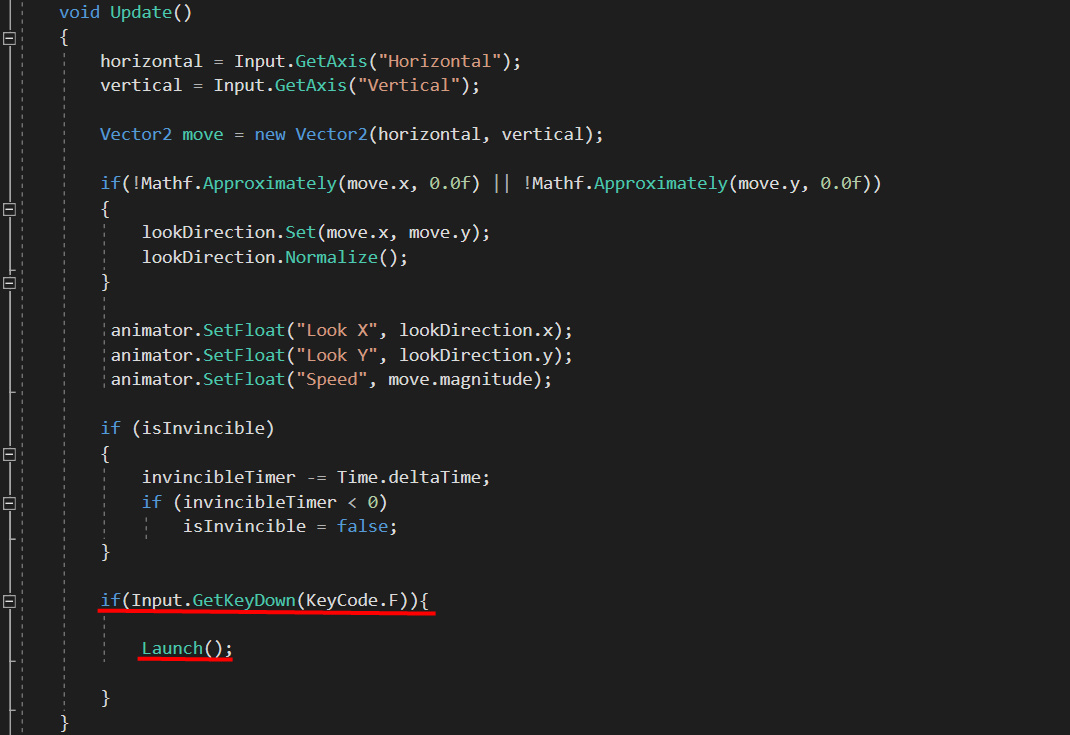 void Update()
{
horizontal = Input.GetAxis("Horizontal");
vertical = Input.GetAxis("Vertical");
Vector2 move = new Vector2(horizontal, vertical);
if(!Mathf.Approximately(move.x, 0.0f) || !Mathf.Approximately(move.y, 0.0f))
{
lookDirection.Set(move.x, move.y);
lookDirection.Normalize();
}
animator.SetFloat("Look X", lookDirection.x);
animator.SetFloat("Look Y", lookDirection.y);
animator.SetFloat("Speed", move.magnitude);
if (isInvincible)
{
invincibleTimer -= Time.deltaTime;
if (invincibleTimer < 0)
isInvincible = false;
}
if(Input.GetKeyDown(KeyCode.F)){
Launch();
}
}